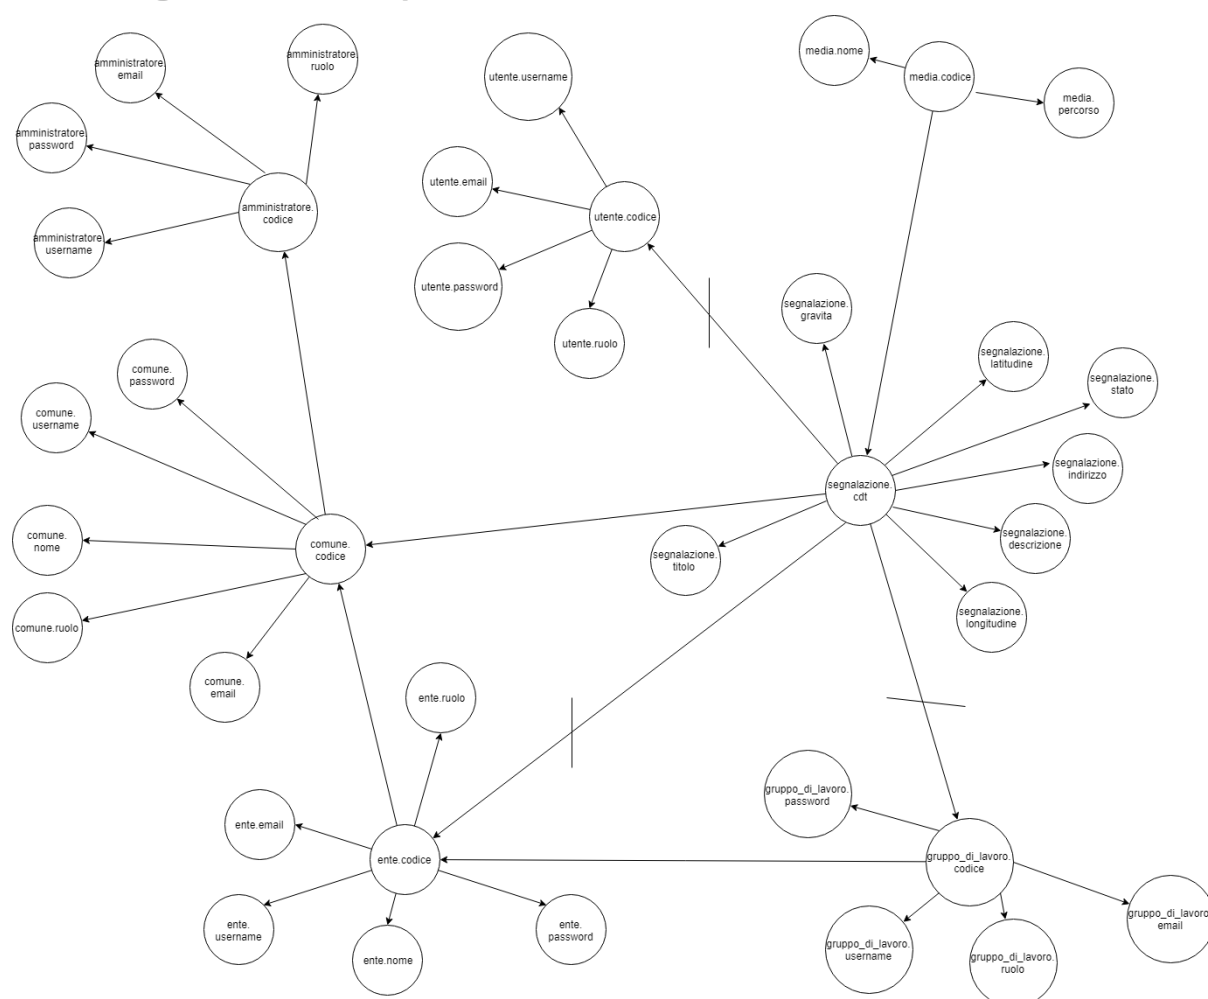 amministratore.
email
amministratore.
ruolo
amministratore.
password
amministratore.
codice
amministratore.
username
utente.username
utente.email
utente.codice
utente.password
utente.ruolo
media.nome
media.codice
media.
percorso
segnalazione.
gravita
segnalazione.
latitudine
segnalazione.
stato
segnalazione.
indirizzo
segnalazione.
cdt
segnalazione.
descrizione
segnalazione.
titolo
segnalazione.
longitudine
comune.
password
comune.
username
comune.
nome
comune.
codice
comune.ruolo
comune.
email
ente.ruolo
ente.email
ente.codice
ente.
username
ente.nome
ente.
password
gruppo_di_lavoro.
password
gruppo_di_lavoro.
codice
gruppo_di_lavoro.
username
gruppo_di_lavoro.
ruolo
gruppo_di_lavoro
email